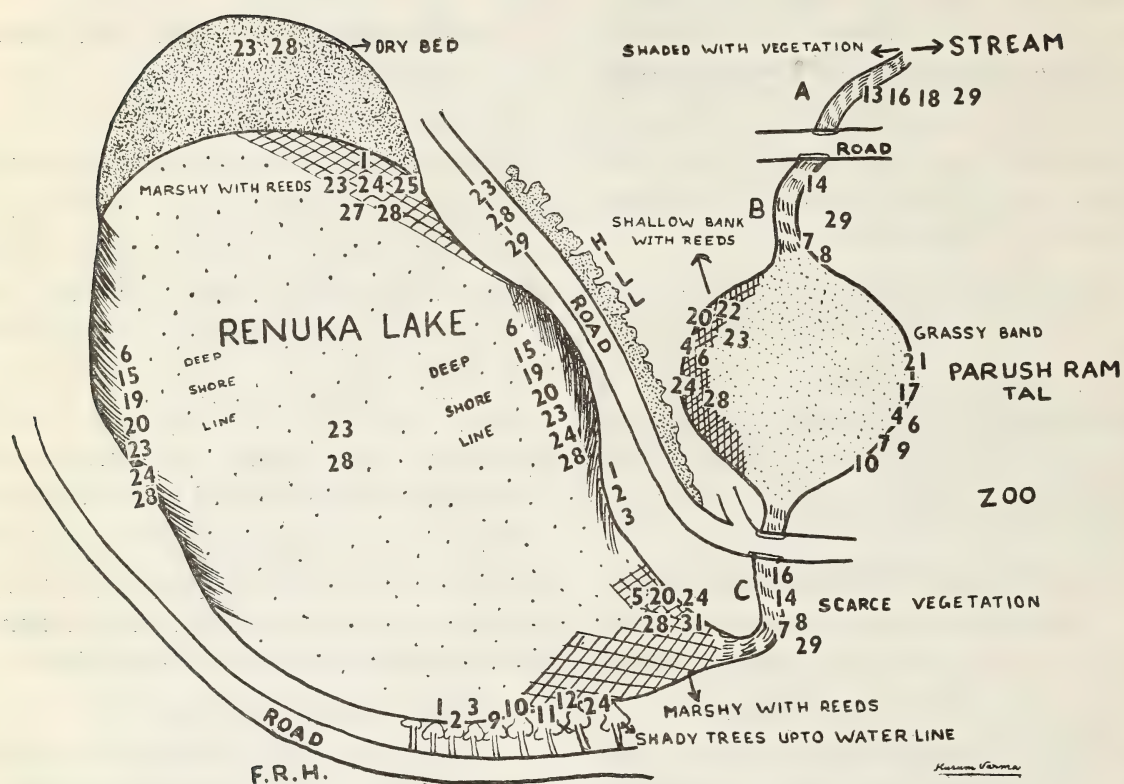 23 28 → DRY BED
SHADED WITH VEGETATION ← → STREAM
A
13 16 18 29
ROAD
1
MARSHY WITH REEDS 23 24 25
27 28
14
B
29
7
8
23
28
29
HILL
ROAD
SHALLOW BANK
WITH REEDS
20 22
23
4 6
24
28
GRASSY BAND
PARUSH RAM
TAL
21
1
17
4 6
7 9
10
ZOO
RENUKA LAKE
6
15
19
20
23
24
28
DEEP
SHORE
LINE
23
28
DEEP
SHORE
LINE
6
15
19
20
23
24
28
1
2
3
5 20 24
28 31
C
16
14
8
7
29
SCARCE VEGETATION
MARSHY WITH REEDS
SHADY TREES UPTO WATER LINE
1 2 3 9 10 11 12 24
ROAD
F.R.H.
Kusum Varma